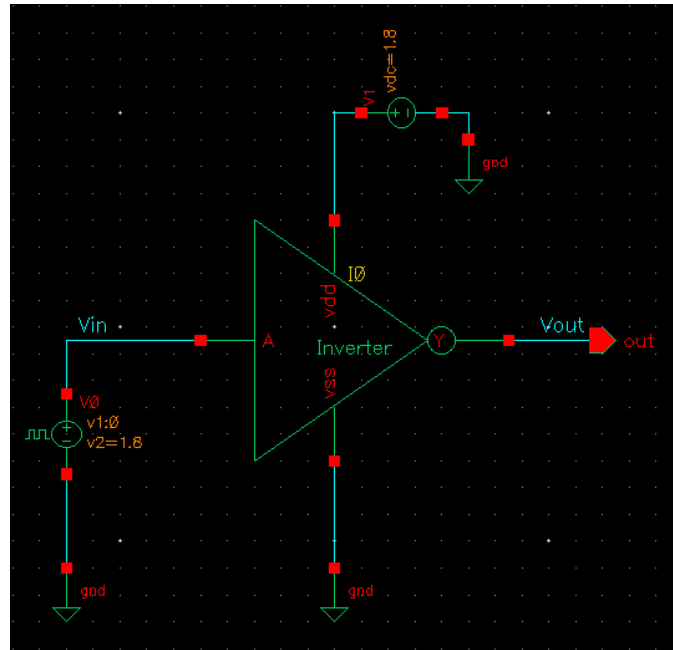 vdc=1.8
V1
+ -
gnd
I0
vdd
Vin
A
Inverter
Y
Vout
out
vss
V0
v1:0
v2=1.8
+
-
gnd
gnd